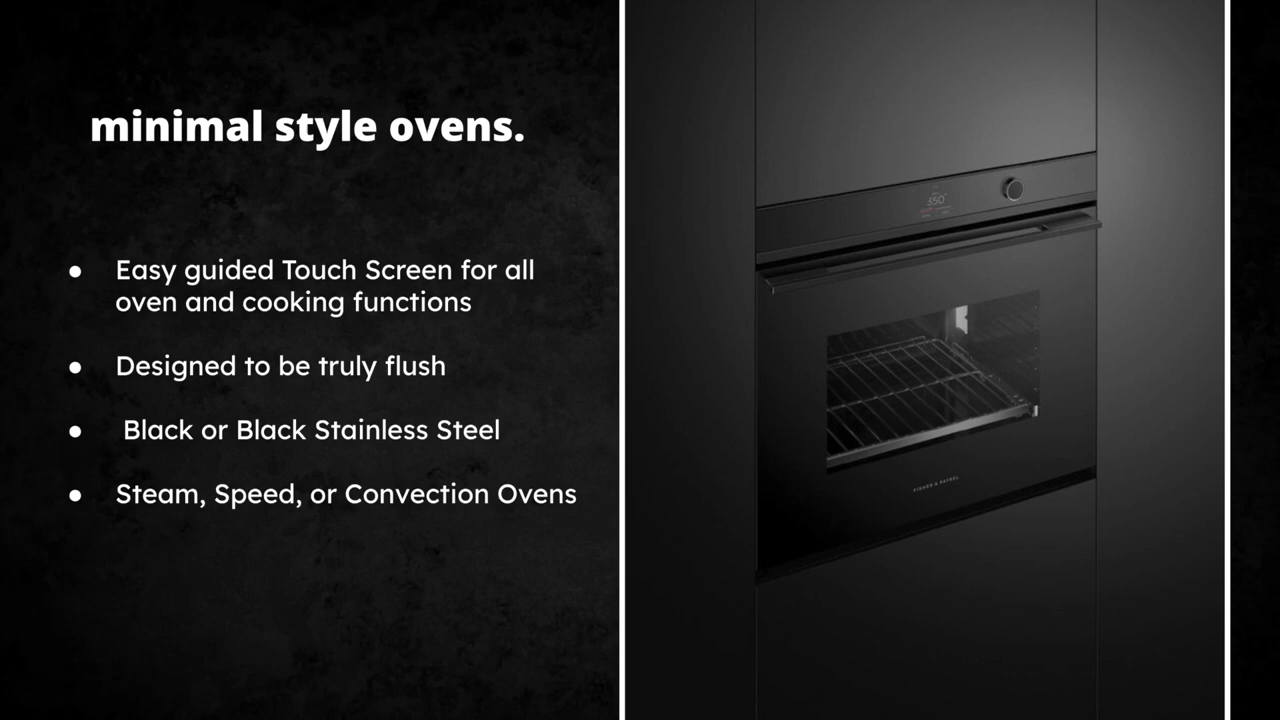 minimal style ovens.
● Easy guided Touch Screen for all
oven and cooking functions
● Designed to be truly flush
● Black or Black Stainless Steel
● Steam, Speed, or Convection Ovens
350°
FISHER & PAYKEL